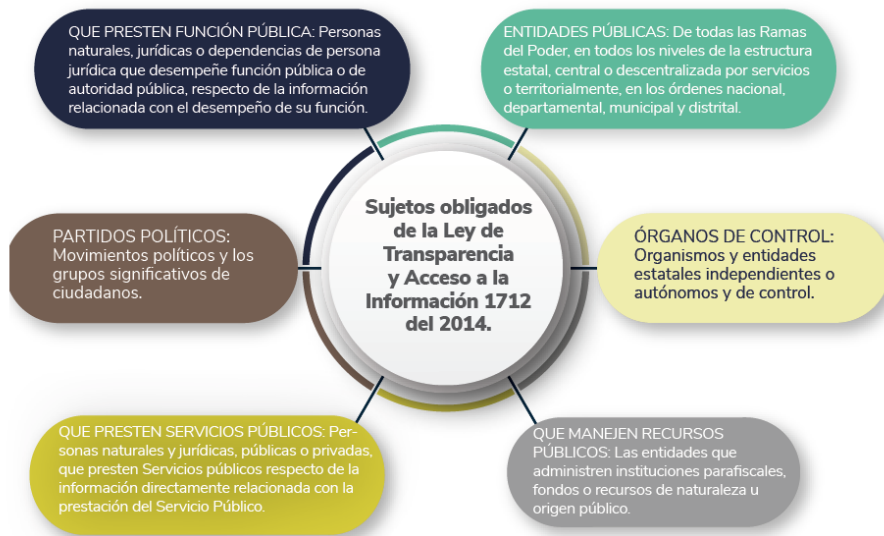 QUE PRESTEN FUNCIÓN PÚBLICA: Personas
naturales, jurídicas o dependencias de persona
jurídica que desempeñe función pública o de
autoridad pública, respecto de la información
relacionada con el desempeño de su función.
ENTIDADES PÚBLICAS: De todas las Ramas
del Poder, en todos los niveles de la estructura
estatal, central o descentralizada por servicios
o territorialmente, en los órdenes nacional,
departamental, municipal y distrital.
Sujetos obligados
de la Ley de
Transparencia
y Acceso a la
Información 1712
del 2014.
PARTIDOS POLÍTICOS:
Movimientos políticos y los
grupos significativos de
ciudadanos.
ÓRGANOS DE CONTROL:
Organismos y entidades
estatales independientes o
autónomos y de control.
QUE PRESTEN SERVICIOS PÚBLICOS: Per-
sonas naturales y jurídicas, públicas o privadas,
que presten Servicios públicos respecto de la
información directamente relacionada con la
prestación del Servicio Público.
QUE MANEJEN RECURSOS
PÚBLICOS: Las entidades que
administren instituciones parafiscales,
fondos o recursos de naturaleza u
origen público.